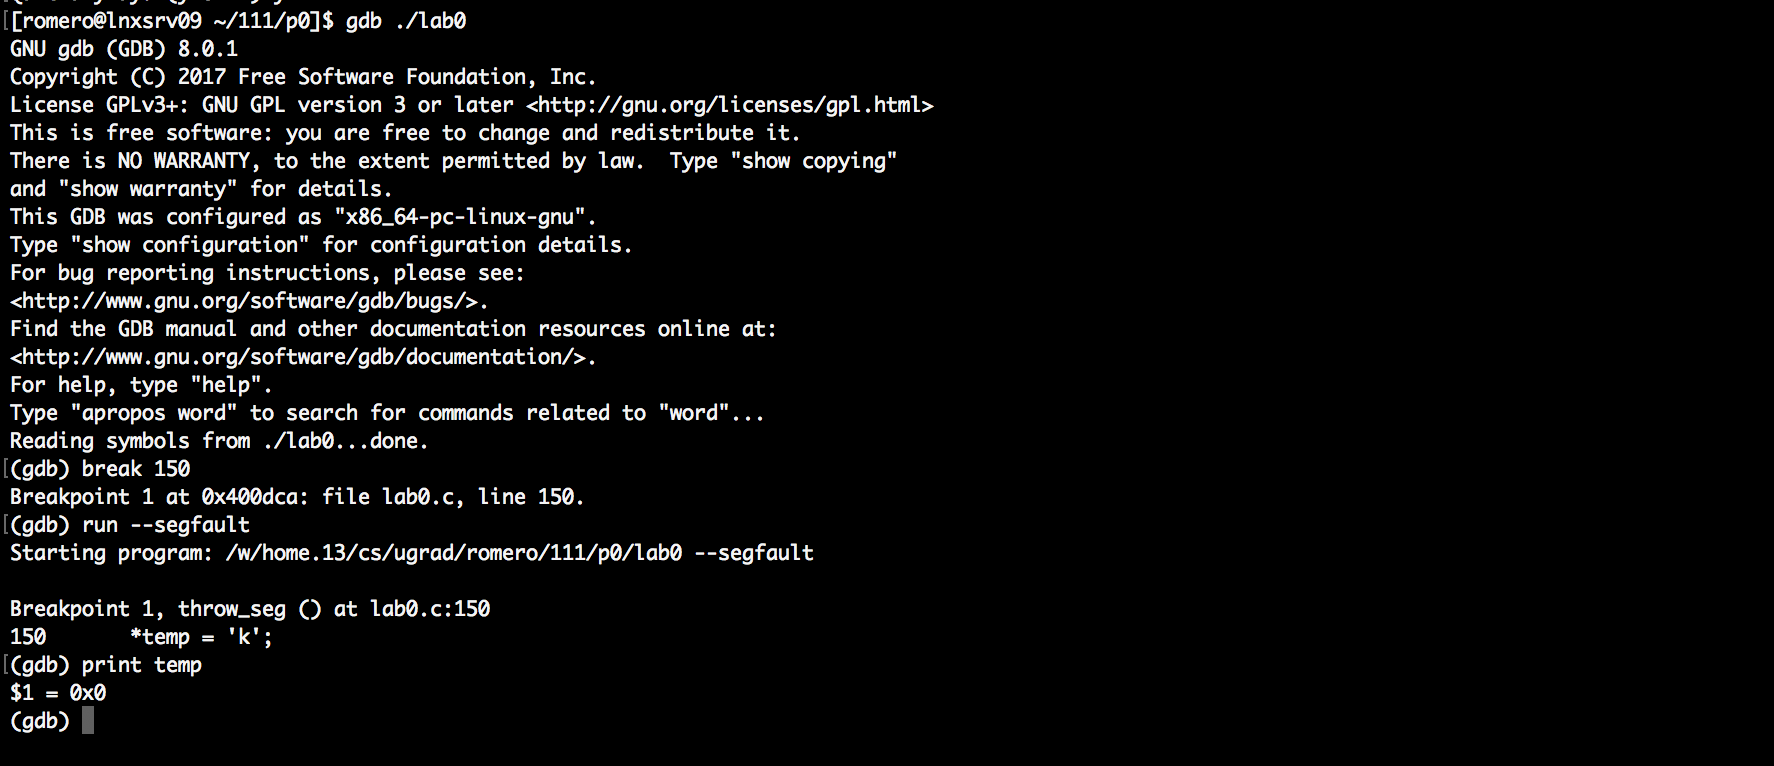 [[romero@lnxsrv09 ~/111/p0]$ gdb ./lab0
GNU gdb (GDB) 8.0.1
Copyright (C) 2017 Free Software Foundation, Inc.
License GPLv3+: GNU GPL version 3 or later <http://gnu.org/licenses/gpl.html>
This is free software: you are free to change and redistribute it.
There is NO WARRANTY, to the extent permitted by law.  Type "show copying"
and "show warranty" for details.
This GDB was configured as "x86_64-pc-linux-gnu".
Type "show configuration" for configuration details.
For bug reporting instructions, please see:
<http://www.gnu.org/software/gdb/bugs/>.
Find the GDB manual and other documentation resources online at:
<http://www.gnu.org/software/gdb/documentation/>.
For help, type "help".
Type "apropos word" to search for commands related to "word"...
Reading symbols from ./lab0...done.
[(gdb) break 150
Breakpoint 1 at 0x400dca: file lab0.c, line 150.
[(gdb) run --segfault
Starting program: /w/home.13/cs/ugrad/romero/111/p0/lab0 --segfault
Breakpoint 1, throw_seg () at lab0.c:150
150       *temp = 'k';
[(gdb) print temp
$1 = 0x0
(gdb)